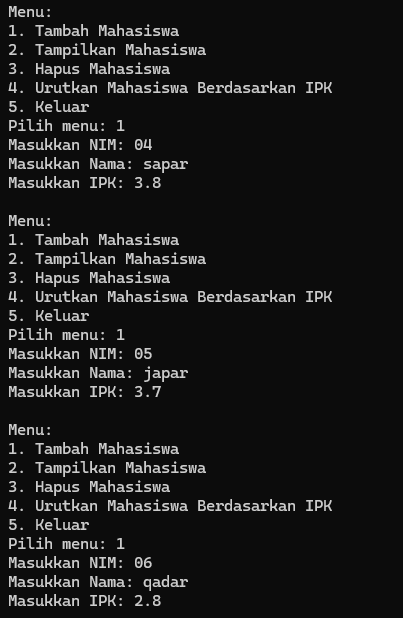 Menu:
1. Tambah Mahasiswa
2. Tampilkan Mahasiswa
3. Hapus Mahasiswa
4. Urutkan Mahasiswa Berdasarkan IPK
5. Keluar
Pilih menu: 1
Masukkan NIM: 04
Masukkan Nama: sapar
Masukkan IPK: 3.8

Menu:
1. Tambah Mahasiswa
2. Tampilkan Mahasiswa
3. Hapus Mahasiswa
4. Urutkan Mahasiswa Berdasarkan IPK
5. Keluar
Pilih menu: 1
Masukkan NIM: 05
Masukkan Nama: japar
Masukkan IPK: 3.7

Menu:
1. Tambah Mahasiswa
2. Tampilkan Mahasiswa
3. Hapus Mahasiswa
4. Urutkan Mahasiswa Berdasarkan IPK
5. Keluar
Pilih menu: 1
Masukkan NIM: 06
Masukkan Nama: qadar
Masukkan IPK: 2.8